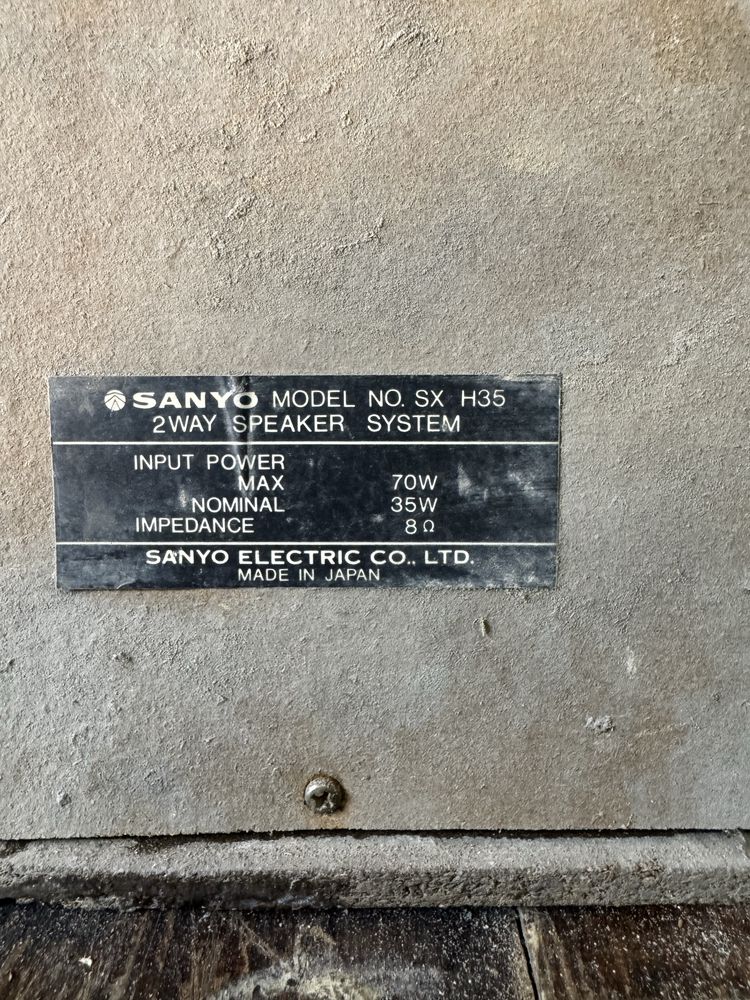 SANYO MODEL NO. SX H35
2WAY SPEAKER SYSTEM
INPUT POWER
MAX 70W
NOMINAL 35W
IMPEDANCE 8Ω
SANYO ELECTRIC CO., LTD.
MADE IN JAPAN